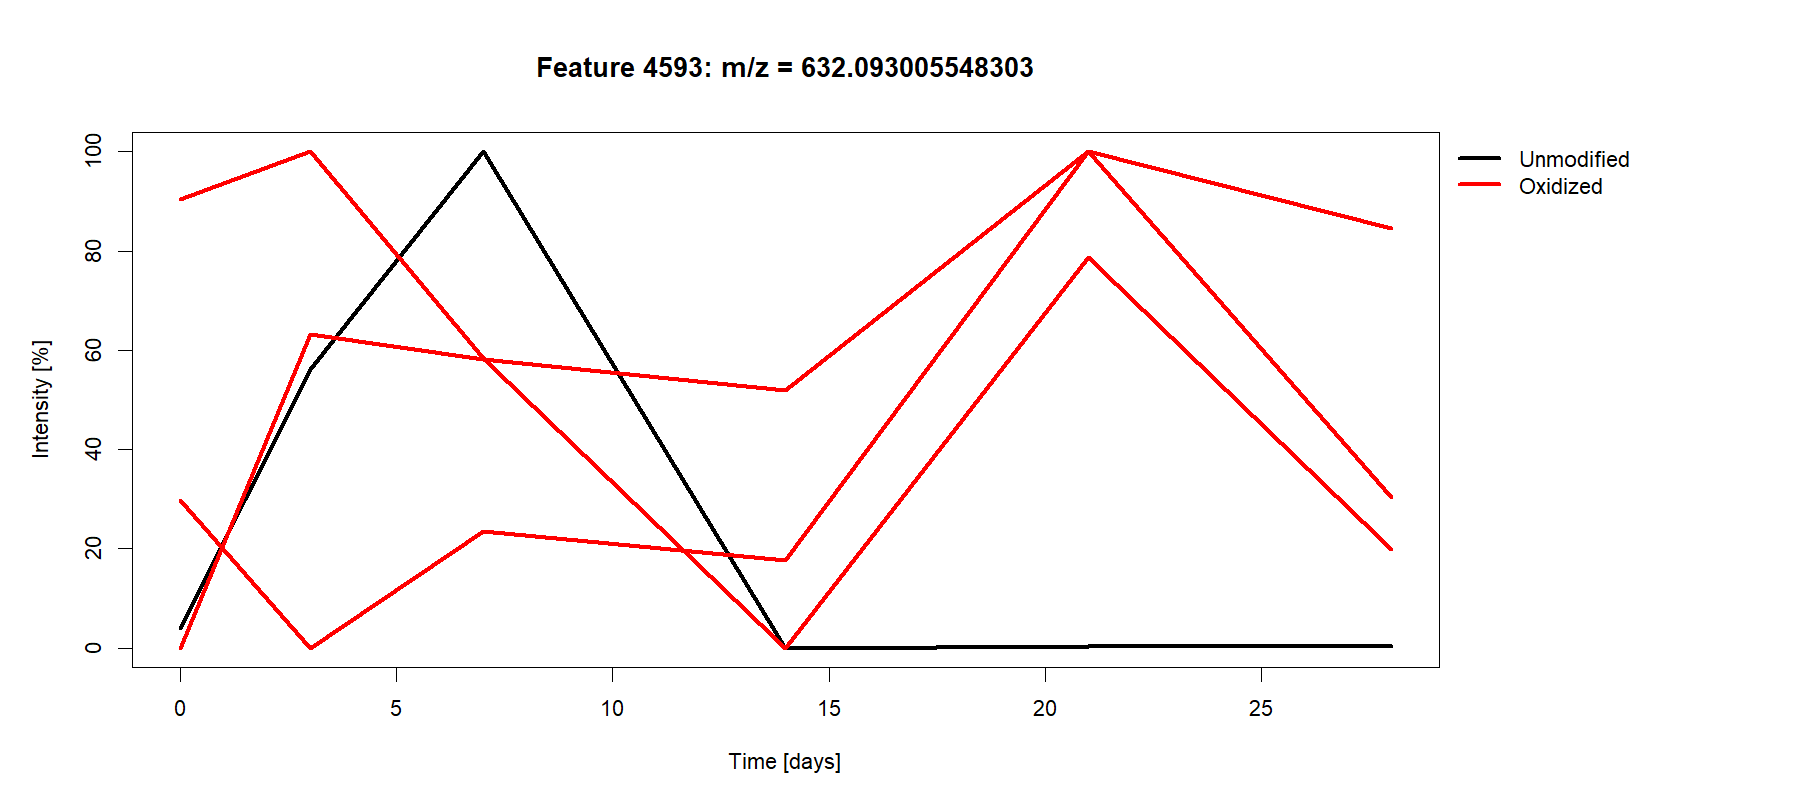 Feature 4593: m/z = 632.093005548303
Unmodified
Oxidized
Intensity [%]
100
80
60
40
20
0
0 5 10 15 20 25
Time [days]